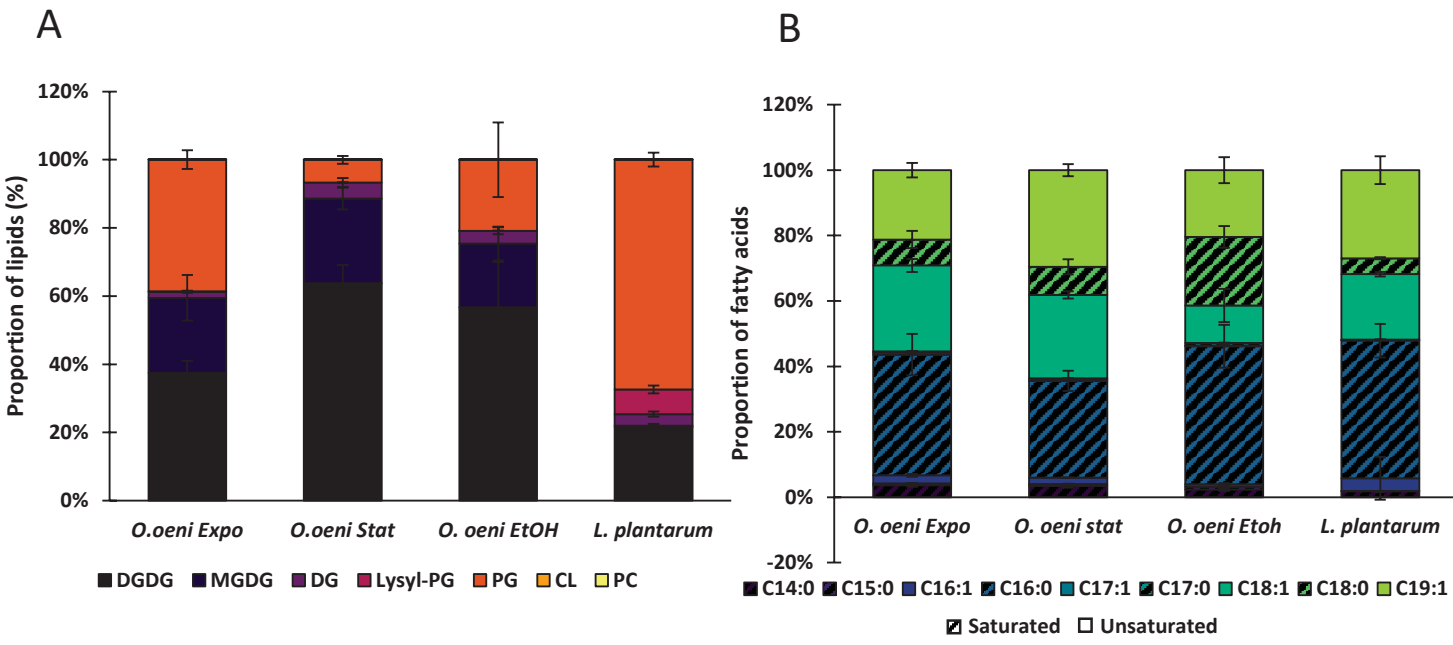 A
B
Proportion of lipids (%)
120%
100%
80%
60%
40%
20%
0%
O.oeni Expo O.oeni Stat O. oeni EtOH L. plantarum
DGDG MGDG DG Lysyl-PG PG CL PC
Proportion of fatty acids
120%
100%
80%
60%
40%
20%
0%
-20%
O. oeni Expo O. oeni stat O. oeni Etoh L. plantarum
C14:0 C15:0 C16:1 C16:0 C17:1 C17:0 C18:1 C18:0 C19:1
Saturated Unsaturated